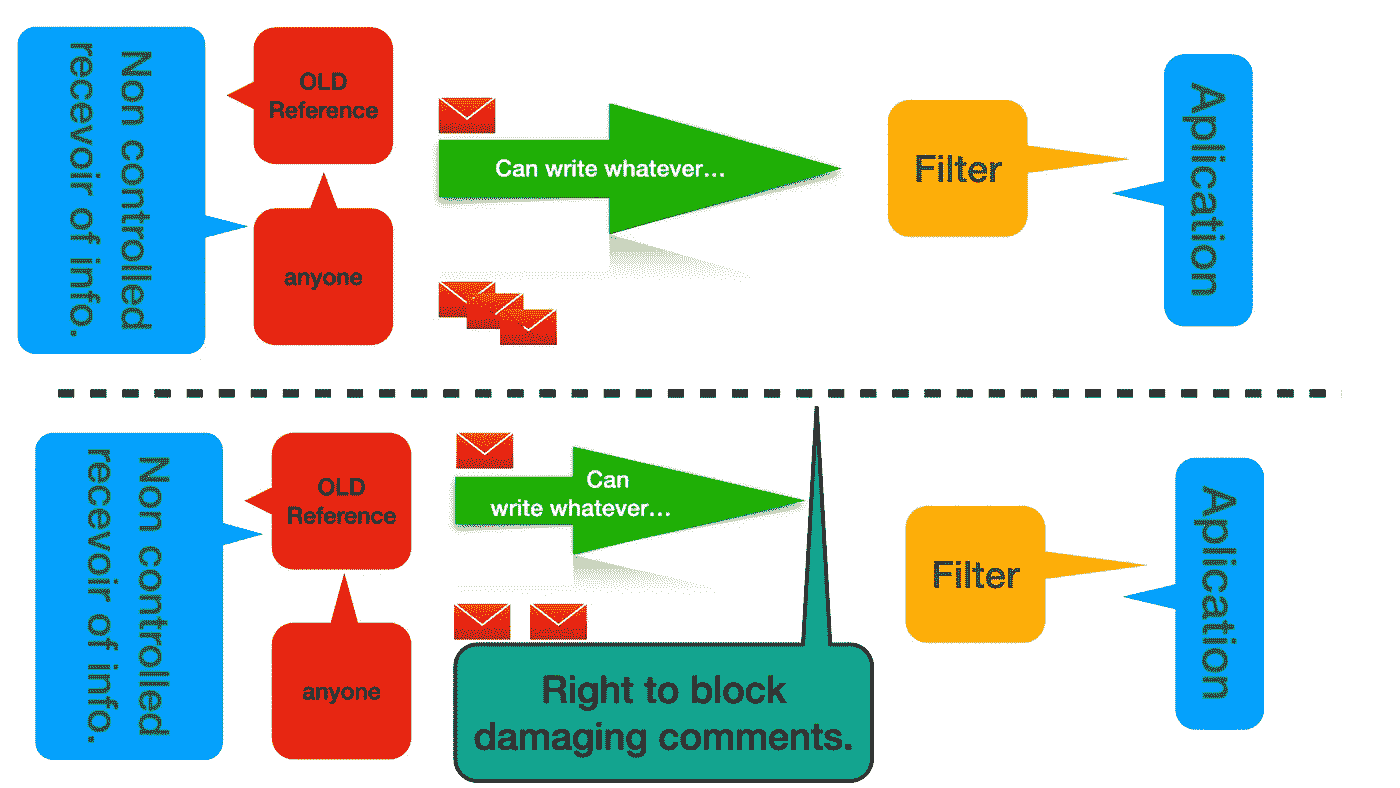 Non controlled
recevoir of info.
OLD
Reference
anyone
Can write whatever...
Filter
Aplication
Non controlled
recevoir of info.
OLD
Reference
anyone
Can
write whatever...
Right to block
damaging comments.
Filter
Aplication